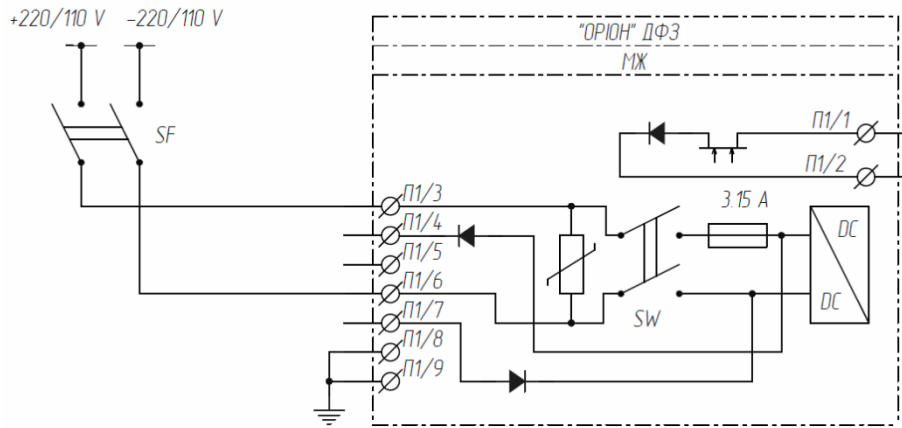 +220/110 V -220/110 V
SF
"ОРІОН" ДФЗ
МЖ
П1/1
П1/2
П1/3
П1/4
П1/5
П1/6
П1/7
П1/8
П1/9
3.15 А
DC
DC
SW